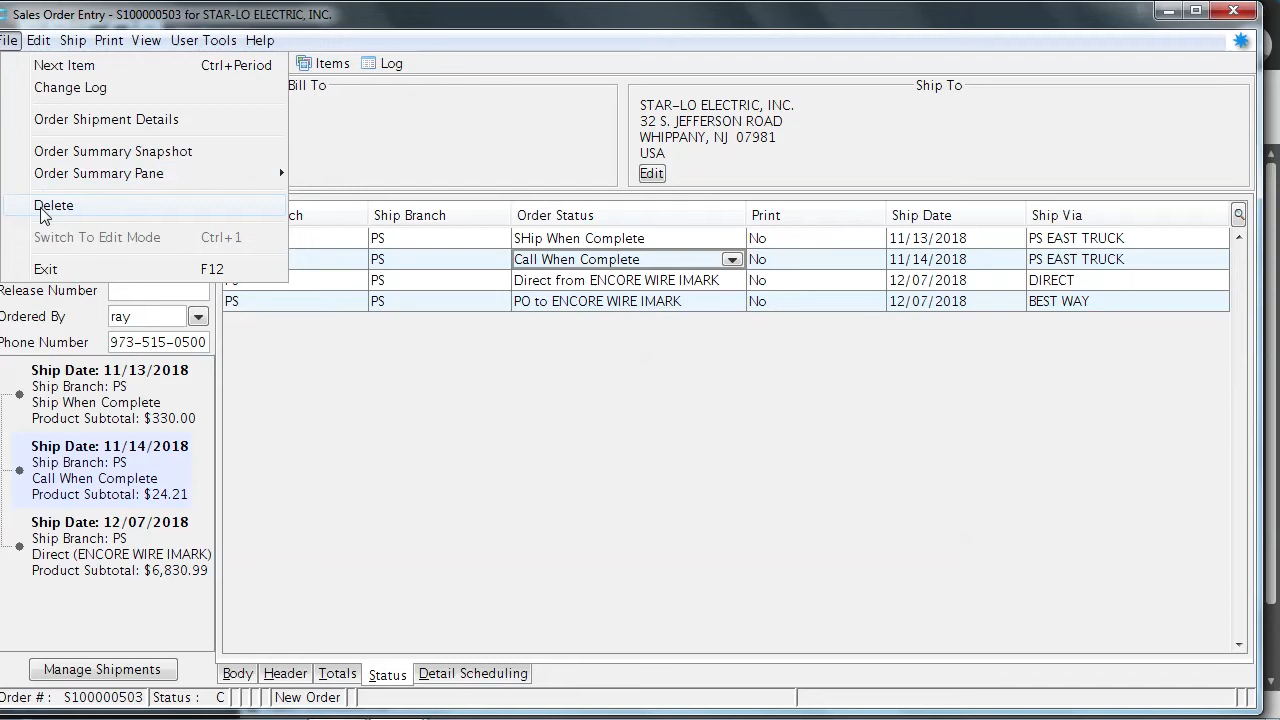 Sales Order Entry - S100000503 for STAR-LO ELECTRIC, INC.
File Edit Ship Print View User Tools Help
Next Item Ctrl+Period
Change Log
Order Shipment Details
Order Summary Snapshot
Order Summary Pane
Delete
Switch To Edit Mode Ctrl+1
Exit F12
Items Log
Bill To
Ship To
STAR-LO ELECTRIC, INC.
32 S. JEFFERSON ROAD
WHIPPANY, NJ 07981
USA
Edit
Ship Branch Order Status Print Ship Date Ship Via
PS SHip When Complete No 11/13/2018 PS EAST TRUCK
PS Call When Complete No 11/14/2018 PS EAST TRUCK
PS Direct from ENCORE WIRE IMARK No 12/07/2018 DIRECT
PS PS PO to ENCORE WIRE IMARK No 12/07/2018 BEST WAY
Release Number
Ordered By ray
Phone Number 973-515-0500
Ship Date: 11/13/2018
Ship Branch: PS
Ship When Complete
Product Subtotal: $330.00
Ship Date: 11/14/2018
Ship Branch: PS
Call When Complete
Product Subtotal: $24.21
Ship Date: 12/07/2018
Ship Branch: PS
Direct (ENCORE WIRE IMARK)
Product Subtotal: $6,830.99
Manage Shipments
Body Header Totals Status Detail Scheduling
Order # : S100000503 Status : C New Order